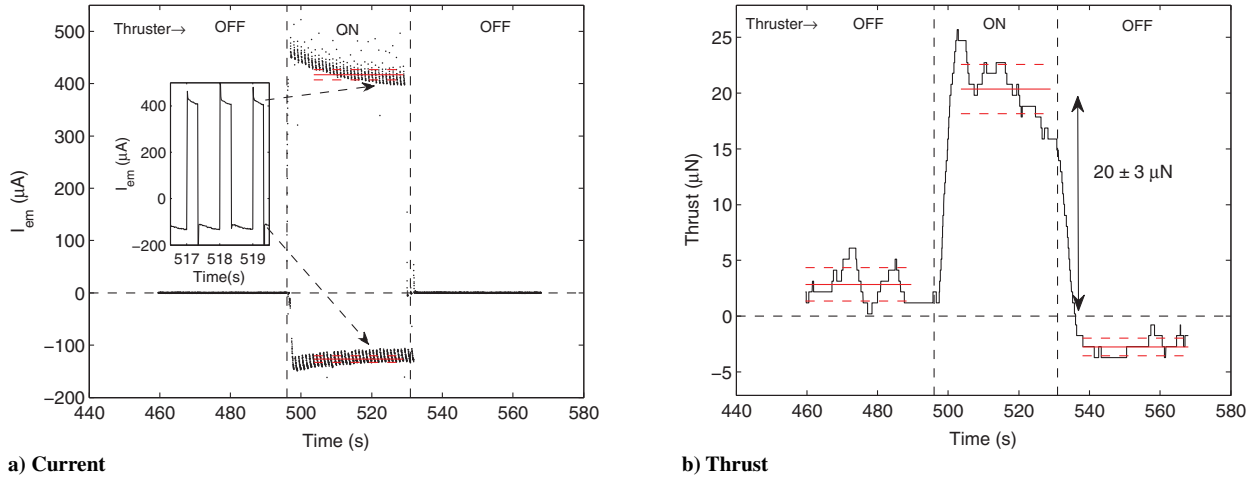 Thruster→ OFF ON OFF
500
400
300
200
100
0
−100
−200
I_em (µA)
400
200
0
−200
I_em (µA)
517 518 519
Time(s)
440 460 480 500 520 540 560 580
Time (s)
a) Current
Thruster→ OFF ON OFF
25
20
15
10
5
0
−5
Thrust (µN)
20 ± 3 µN
440 460 480 500 520 540 560 580
Time (s)
b) Thrust